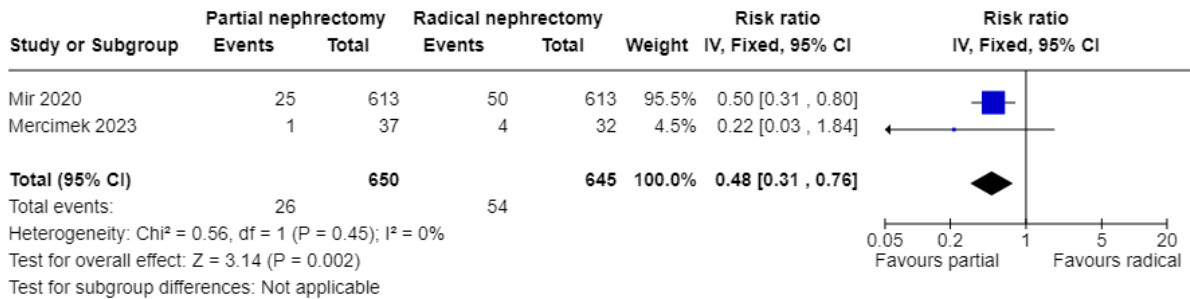 Partial nephrectomy Radical nephrectomy Risk ratio Risk ratio
Study or Subgroup Events Total Events Total Weight IV, Fixed, 95% CI IV, Fixed, 95% CI
Mir 2020 25 613 50 613 95.5% 0.50 [0.31 , 0.80]
Mercimek 2023 1 37 4 32 4.5% 0.22 [0.03 , 1.84]
Total (95% CI) 650 645 100.0% 0.48 [0.31 , 0.76]
Total events: 26 54
Heterogeneity: Chi² = 0.56, df = 1 (P = 0.45); I² = 0%
Test for overall effect: Z = 3.14 (P = 0.002)
Test for subgroup differences: Not applicable
0.05 0.2 1 5 20
Favours partial Favours radical